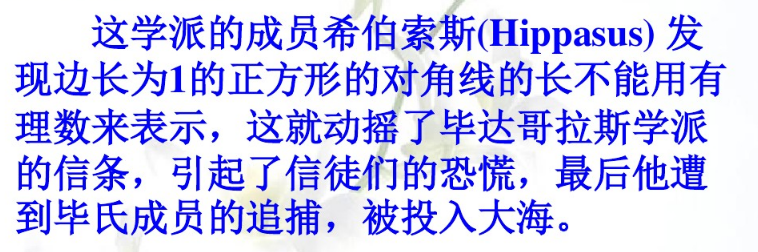 这学派的成员希伯索斯(Hippasus) 发
现边长为1的正方形的对角线的长不能用有
理数来表示，这就动摇了毕达哥拉斯学派
的信条，引起了信徒们的恐慌，最后他遭
到毕氏成员的追捕，被投入大海。